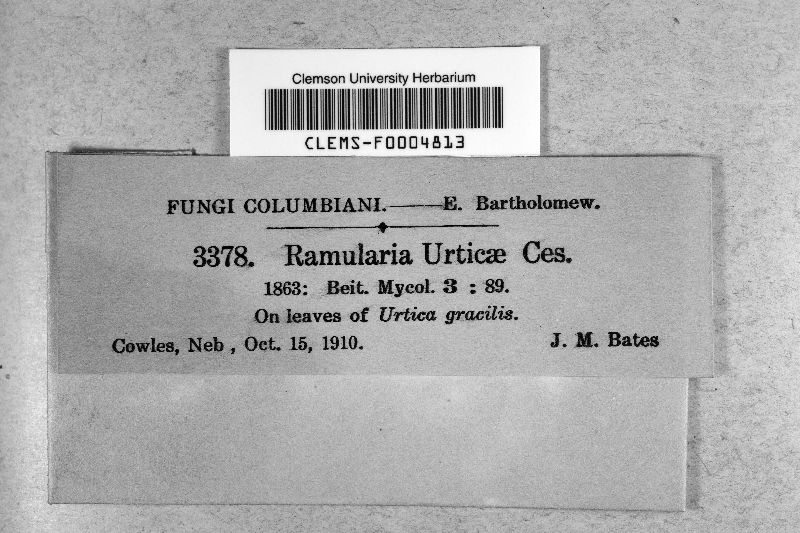 Clemson University Herbarium
CLEMS-F0004813
FUNGI COLUMBIANI.——E. Bartholomew.
3378. Ramularia Urticæ Ces.
1863: Beit. Mycol. 3 : 89.
On leaves of Urtica gracilis.
Cowles, Neb , Oct. 15, 1910. J. M. Bates